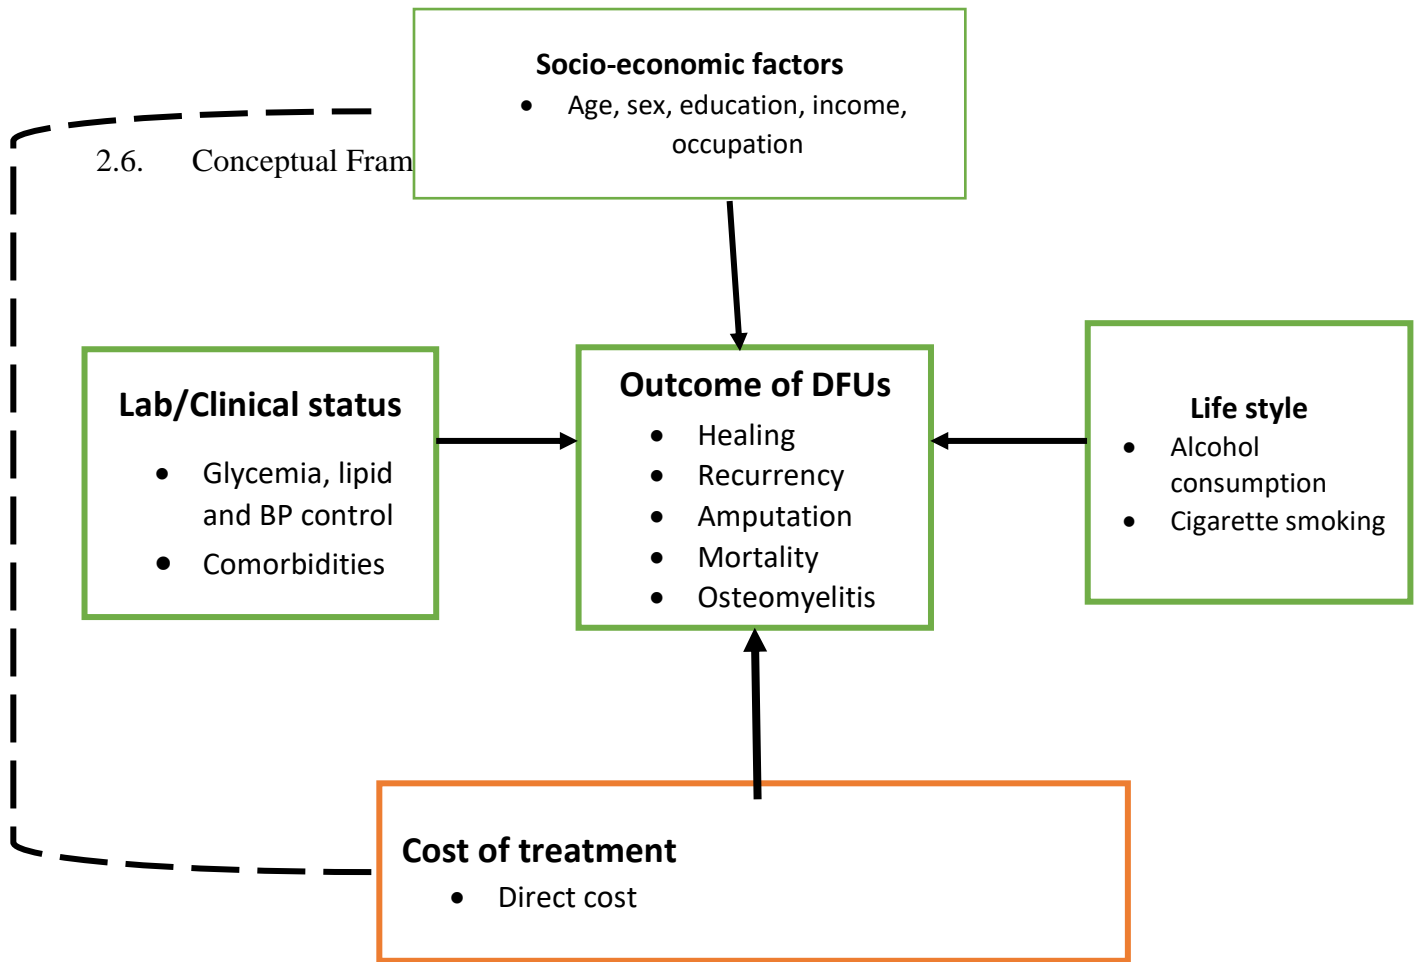 Socio-economic factors
• Age, sex, education, income,
occupation
2.6. Conceptual Fram
Lab/Clinical status
• Glycemia, lipid
and BP control
• Comorbidities
Outcome of DFUs
• Healing
• Recurrency
• Amputation
• Mortality
• Osteomyelitis
Life style
• Alcohol
consumption
• Cigarette smoking
Cost of treatment
• Direct cost